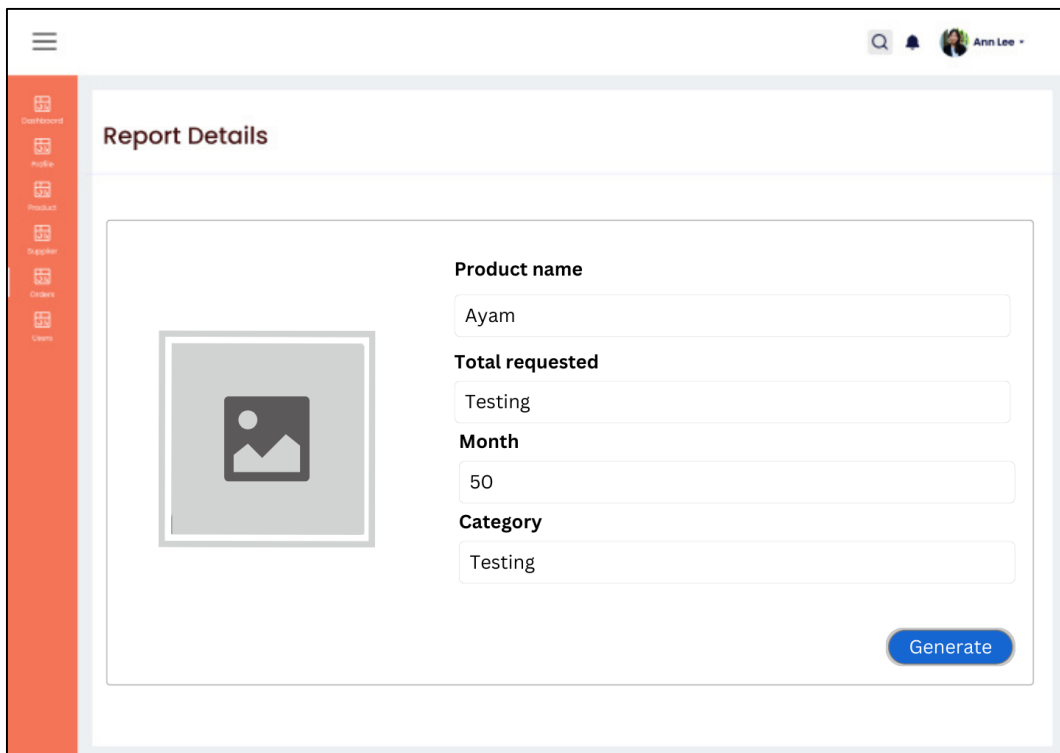 Ann Lee
Dashboard
Profile
Product
Supplier
Orders
Users
Report Details
Product name
Ayam
Total requested
Testing
Month
50
Category
Testing
Generate